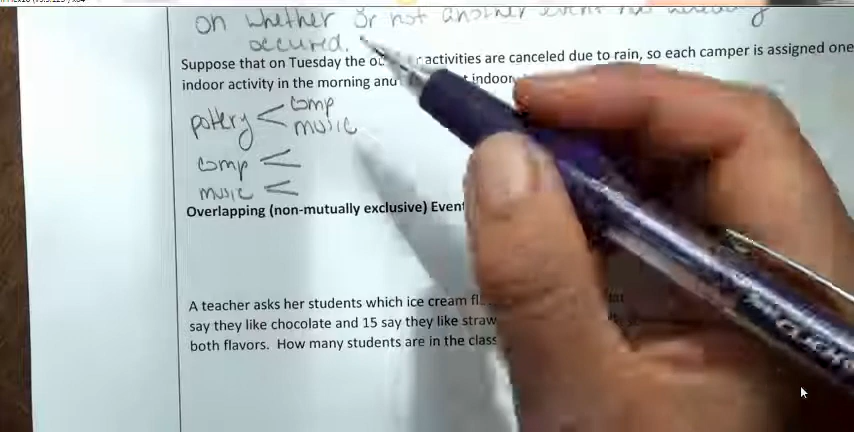 on whether or not another event has already
occured.
Suppose that on Tuesday the activities are canceled due to rain, so each camper is assigned one
indoor activity in the morning indoor
pottery < comp
music
comp <
music <
Overlapping (non-mutually exclusive) Event
A teacher asks her students which ice cream
say they like chocolate and 15 say they like straw
both flavors. How many students are in the class
CLICK